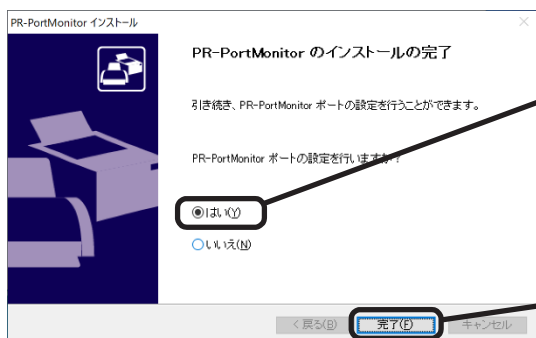 PR-PortMonitor インストール
PR-PortMonitor のインストールの完了
引き続き、PR-PortMonitor ポートの設定を行うことができます。
PR-PortMonitor ポートの設定を行いますか?
はい(Y)
いいえ(N)
< 戻る(B)
完了(F)
キャンセル